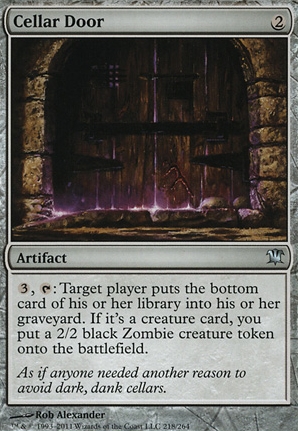 Cellar Door 2
Artifact
3, : Target player puts the bottom
card of his or her library into his or her
graveyard. If it's a creature card, you
put a 2/2 black Zombie creature token
onto the battlefield.
As if anyone needed another reason to
avoid dark, dank cellars.
Rob Alexander
™ & © 1993–2011 Wizards of the Coast LLC 218/264